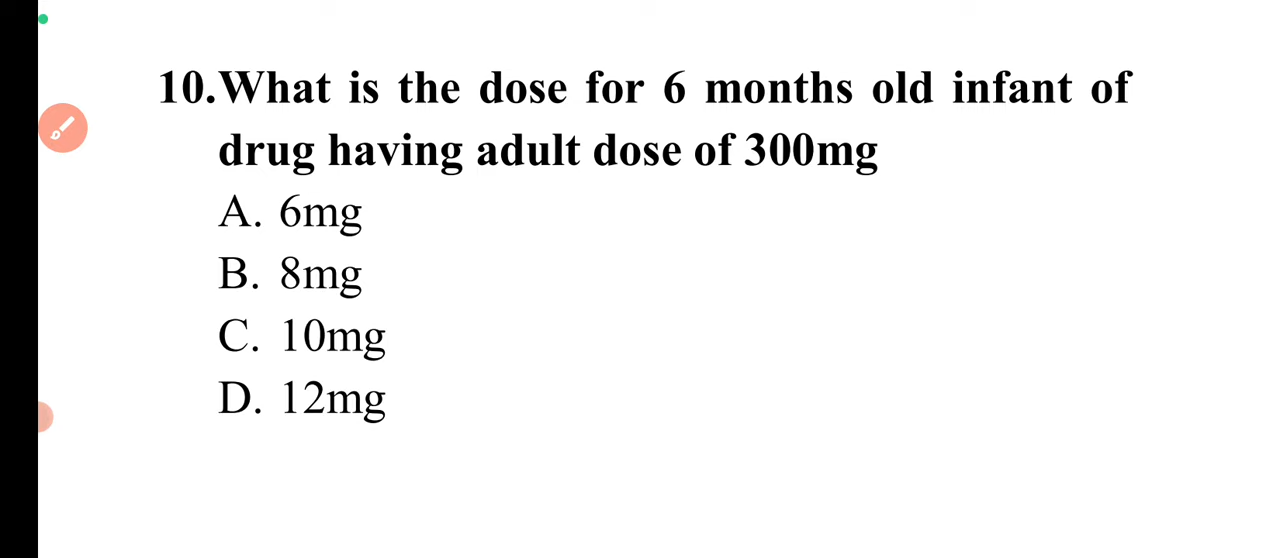 10.What is the dose for 6 months old infant of
drug having adult dose of 300mg
A. 6mg
B. 8mg
C. 10mg
D. 12mg